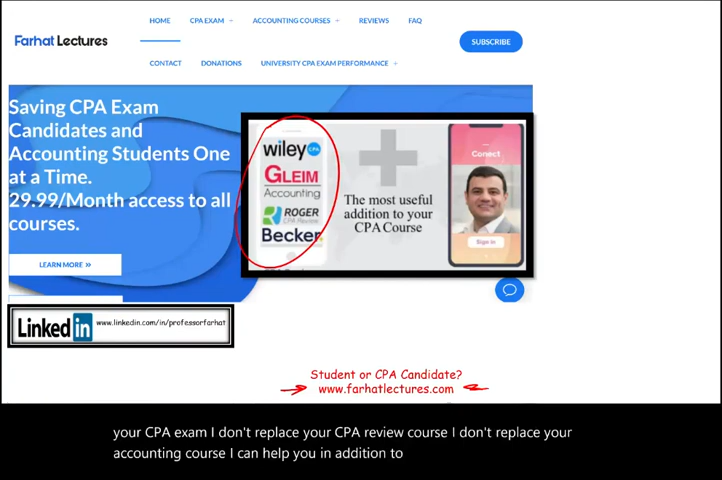 HOME CPA EXAM ACCOUNTING COURSES REVIEWS FAQ
Farhat Lectures
SUBSCRIBE
CONTACT DONATIONS UNIVERSITY CPA EXAM PERFORMANCE
Saving CPA Exam
Candidates and
Accounting Students One
at a Time.
29.99/Month access to all
courses.
LEARN MORE »
wiley CPA
GLEIM
Accounting
ROGER
CPA Review
Becker
The most useful
addition to your
CPA Course
Conect
Sign in
Linked in www.linkedin.com/in/professorfarhat
Student or CPA Candidate?
www.farhatlectures.com
your CPA exam I don't replace your CPA review course I don't replace your
accounting course I can help you in addition to